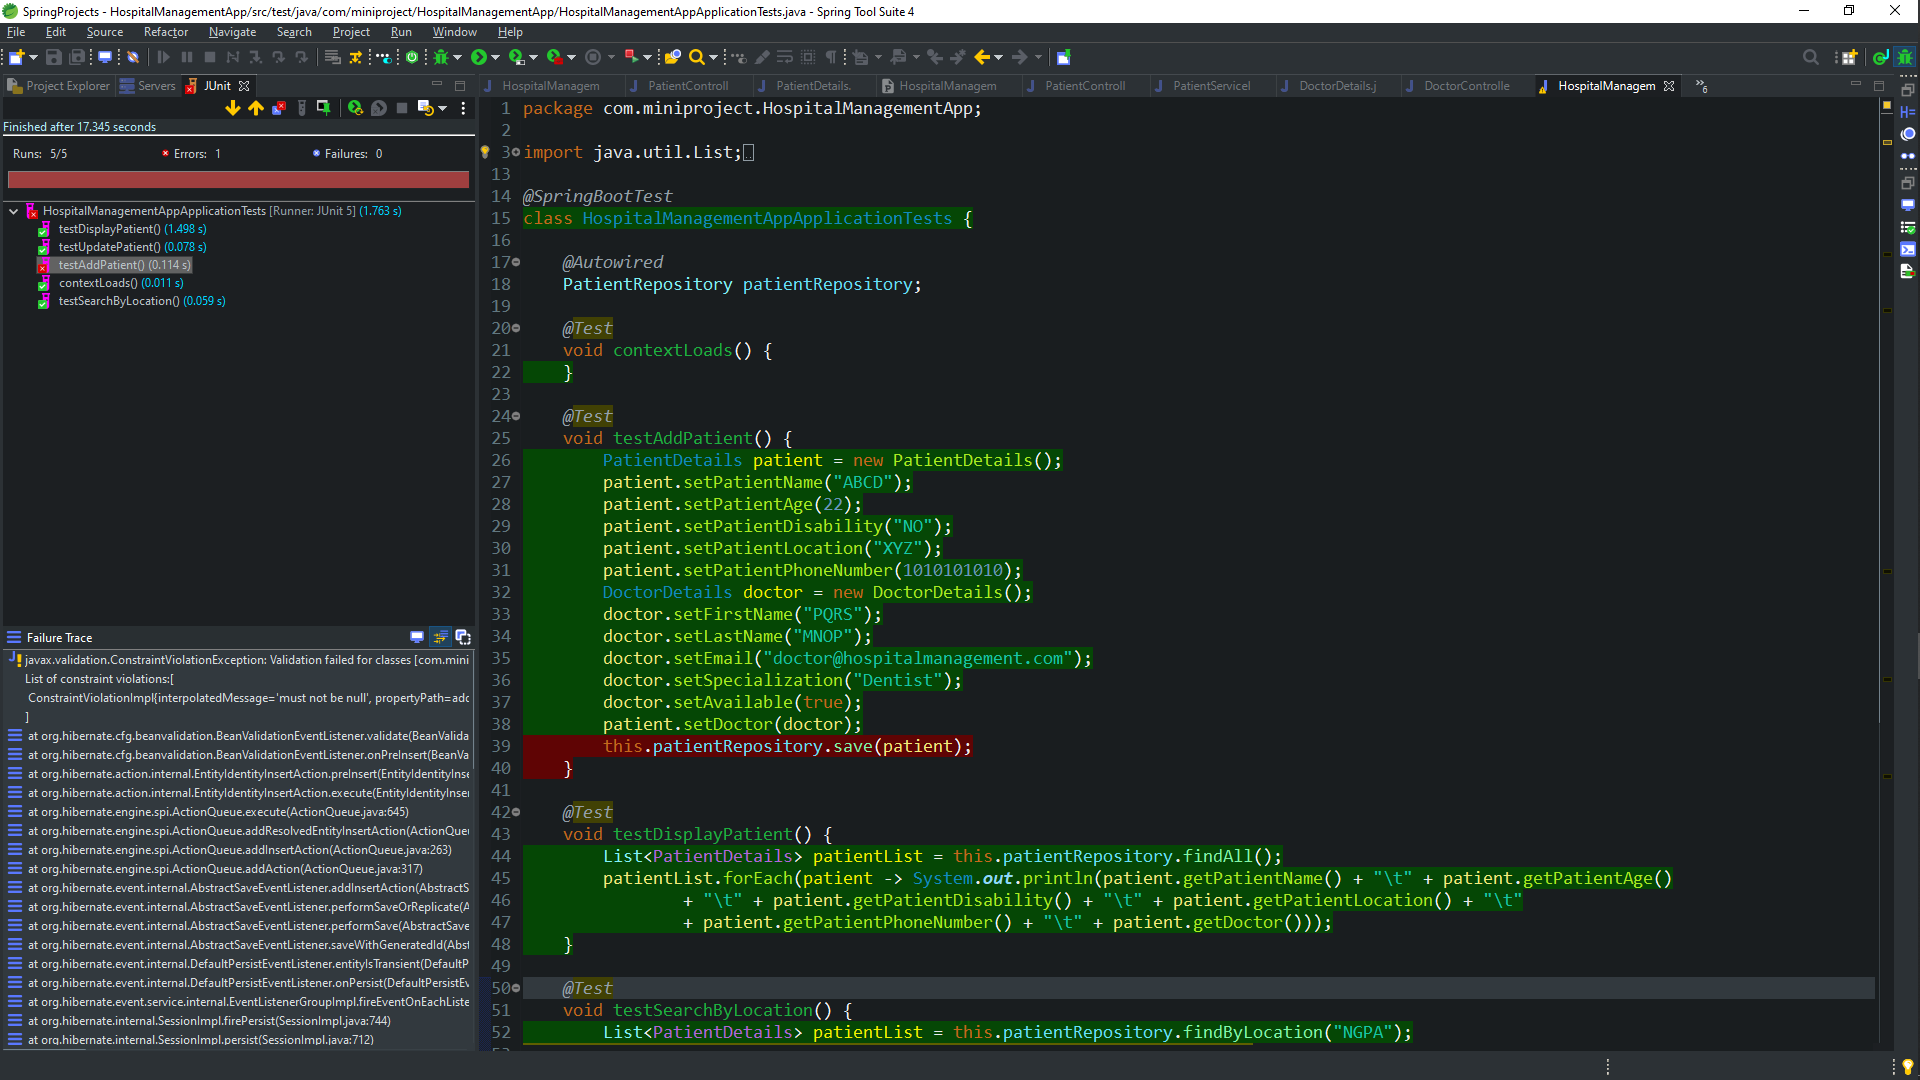 SpringProjects - HospitalManagementApp/src/test/java/com/miniproject/HospitalManagementApp/HospitalManagementAppApplicationTests.java - Spring Tool Suite 4
File Edit Source Refactor Navigate Search Project Run Window Help
Project Explorer Servers JUnit
HospitalManagem PatientControll PatientDetails. HospitalManagem PatientControll PatientServiceI DoctorDetails.j DoctorControlle HospitalManagem »6
Finished after 17.345 seconds
Runs: 5/5 Errors: 1 Failures: 0
HospitalManagementAppApplicationTests [Runner: JUnit 5] (1.763 s)
testDisplayPatient() (1.498 s)
testUpdatePatient() (0.078 s)
testAddPatient() (0.114 s)
contextLoads() (0.011 s)
testSearchByLocation() (0.059 s)
Failure Trace
javax.validation.ConstraintViolationException: Validation failed for classes [com.mini
List of constraint violations:[
ConstraintViolationImpl{interpolatedMessage='must not be null', propertyPath=adc
]
at org.hibernate.cfg.beanvalidation.BeanValidationEventListener.validate(BeanValida
at org.hibernate.cfg.beanvalidation.BeanValidationEventListener.onPreInsert(BeanVa
at org.hibernate.action.internal.EntityIdentityInsertAction.preInsert(EntityIdentityInse
at org.hibernate.action.internal.EntityIdentityInsertAction.execute(EntityIdentityInser
at org.hibernate.engine.spi.ActionQueue.execute(ActionQueue.java:645)
at org.hibernate.engine.spi.ActionQueue.addResolvedEntityInsertAction(ActionQue
at org.hibernate.engine.spi.ActionQueue.addInsertAction(ActionQueue.java:263)
at org.hibernate.engine.spi.ActionQueue.addAction(ActionQueue.java:317)
at org.hibernate.event.internal.AbstractSaveEventListener.addInsertAction(AbstractS
at org.hibernate.event.internal.AbstractSaveEventListener.performSaveOrReplicate(A
at org.hibernate.event.internal.AbstractSaveEventListener.performSave(AbstractSave
at org.hibernate.event.internal.AbstractSaveEventListener.saveWithGeneratedId(Abst
at org.hibernate.event.internal.DefaultPersistEventListener.entityIsTransient(DefaultP
at org.hibernate.event.internal.DefaultPersistEventListener.onPersist(DefaultPersistEv
at org.hibernate.event.service.internal.EventListenerGroupImpl.fireEventOnEachListe
at org.hibernate.internal.SessionImpl.firePersist(SessionImpl.java:744)
at org.hibernate.internal.SessionImpl.persist(SessionImpl.java:712)
1 package com.miniproject.HospitalManagementApp;
2
3 import java.util.List;
13
14 @SpringBootTest
15 class HospitalManagementAppApplicationTests {
16
17 @Autowired
18 PatientRepository patientRepository;
19
20 @Test
21 void contextLoads() {
22 }
23
24 @Test
25 void testAddPatient() {
26 PatientDetails patient = new PatientDetails();
27 patient.setPatientName("ABCD");
28 patient.setPatientAge(22);
29 patient.setPatientDisability("NO");
30 patient.setPatientLocation("XYZ");
31 patient.setPatientPhoneNumber(1010101010);
32 DoctorDetails doctor = new DoctorDetails();
33 doctor.setFirstName("PQRS");
34 doctor.setLastName("MNOP");
35 doctor.setEmail("doctor@hospitalmanagement.com");
36 doctor.setSpecialization("Dentist");
37 doctor.setAvailable(true);
38 patient.setDoctor(doctor);
39 this.patientRepository.save(patient);
40 }
41
42 @Test
43 void testDisplayPatient() {
44 List<PatientDetails> patientList = this.patientRepository.findAll();
45 patientList.forEach(patient -> System.out.println(patient.getPatientName() + "\t" + patient.getPatientAge()
46 + "\t" + patient.getPatientDisability() + "\t" + patient.getPatientLocation() + "\t"
47 + patient.getPatientPhoneNumber() + "\t" + patient.getDoctor()));
48 }
49
50 @Test
51 void testSearchByLocation() {
52 List<PatientDetails> patientList = this.patientRepository.findByLocation("NGPA");